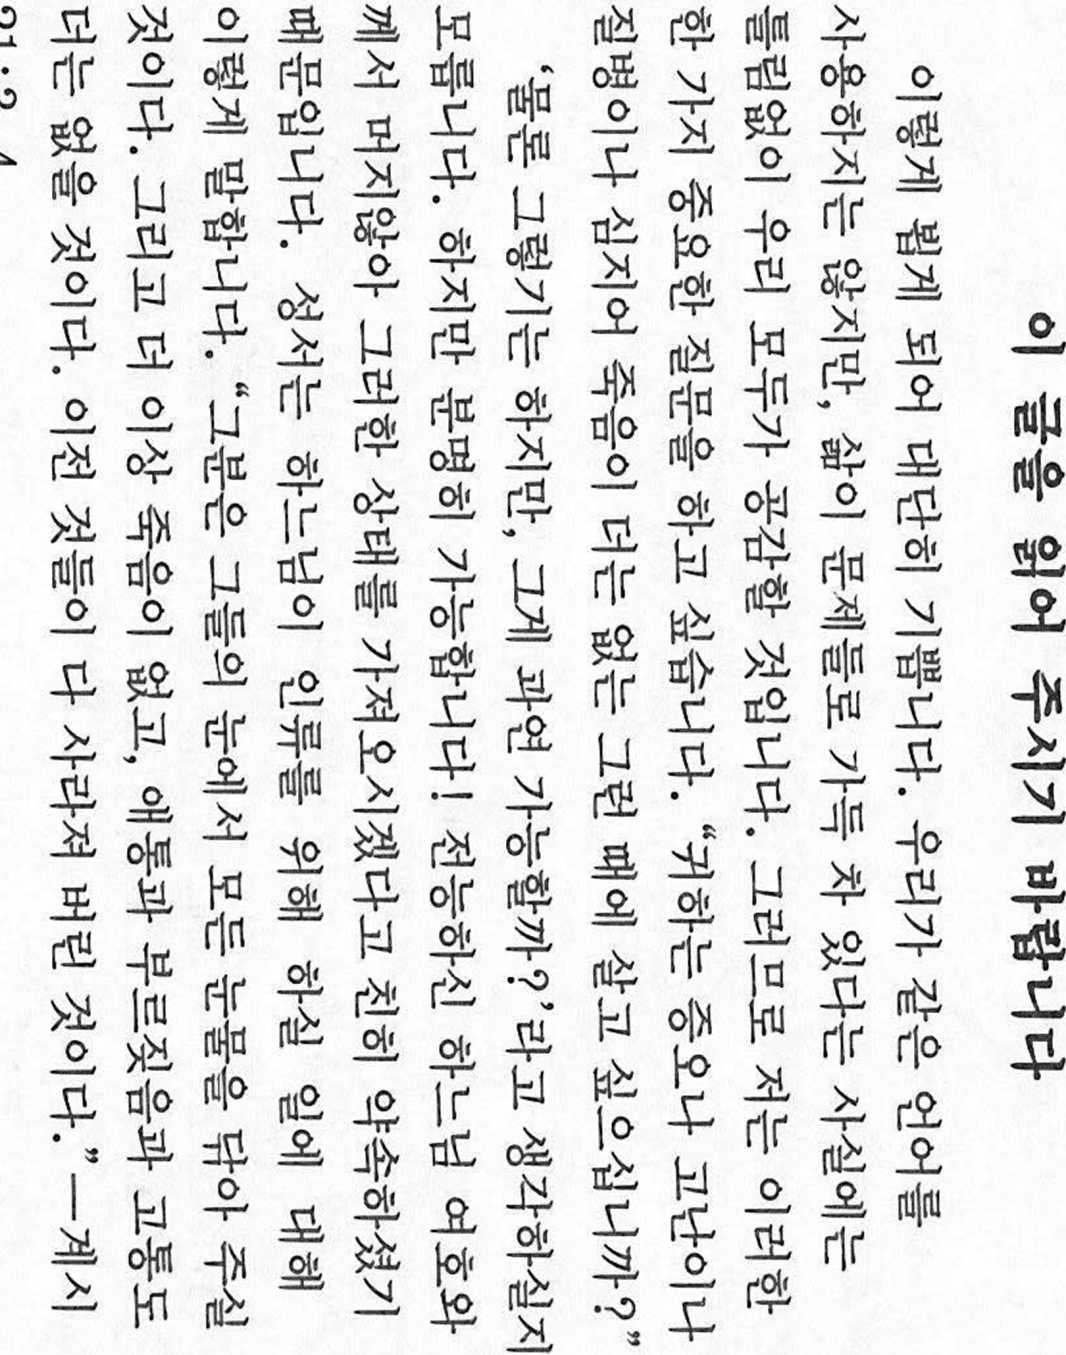 이 글을 읽어 주시기 바랍니다
이렇게 뵙게 되어 대단히 기쁩니다. 우리가 같은 언어를
사용하지는 않지만, 삶이 문제들로 가득 차 있다는 사실에는
틀림없이 우리 모두가 공감할 것입니다. 그러므로 저는 이러한
한 가지 중요한 질문을 하고 싶습니다. “귀하는 증오나 고난이나
질병이나 심지어 죽음이 더는 없는 그런 때에 살고 싶으십니까?”
‘물론 그렇기는 하지만, 그게 과연 가능할까?’라고 생각하실지
모릅니다. 하지만 분명히 가능합니다! 전능하신 하느님 여호와
께서 머지않아 그러한 상태를 가져오시겠다고 친히 약속하셨기
때문입니다. 성서는 하느님이 인류를 위해 하실 일에 대해
이렇게 말합니다. “그분은 그들의 눈에서 모든 눈물을 닦아 주실
것이다. 그리고 더 이상 죽음이 없고, 애통과 부르짖음과 고통도
더는 없을 것이다. 이전 것들이 다 사라져 버린 것이다.”—계시
21:3, 4